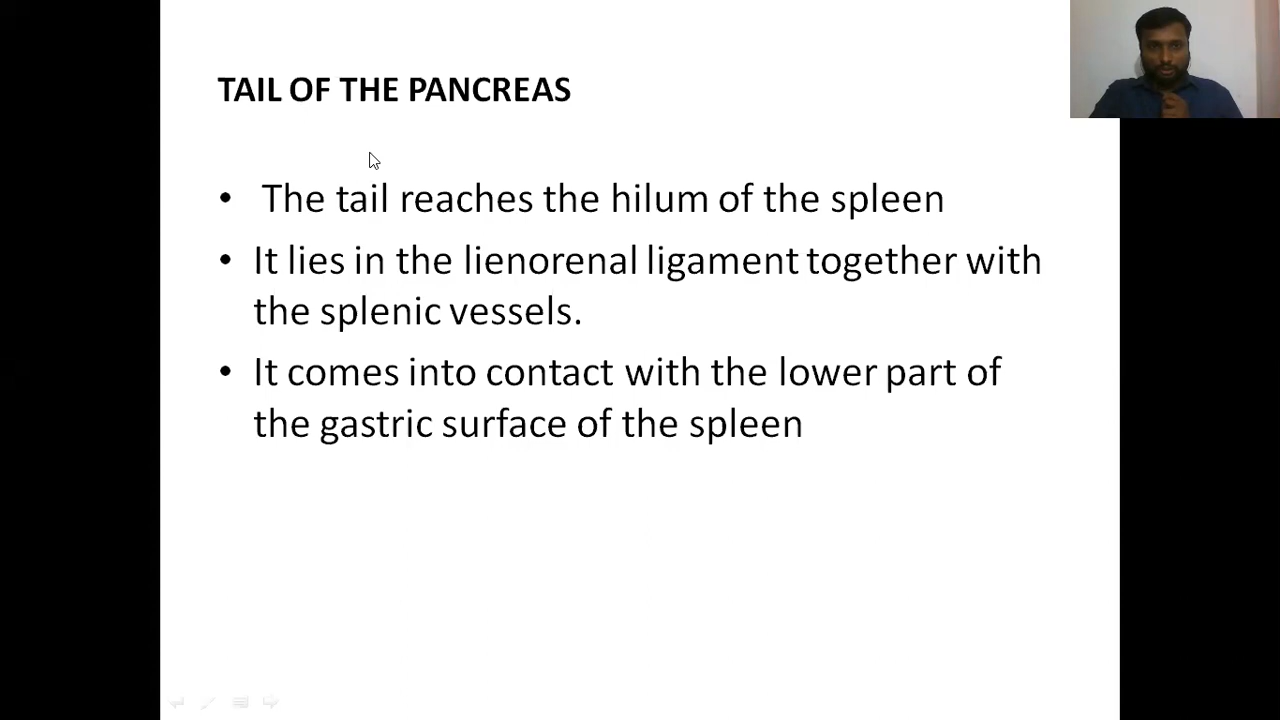 TAIL OF THE PANCREAS
• The tail reaches the hilum of the spleen
• It lies in the lienorenal ligament together with
the splenic vessels.
• It comes into contact with the lower part of
the gastric surface of the spleen